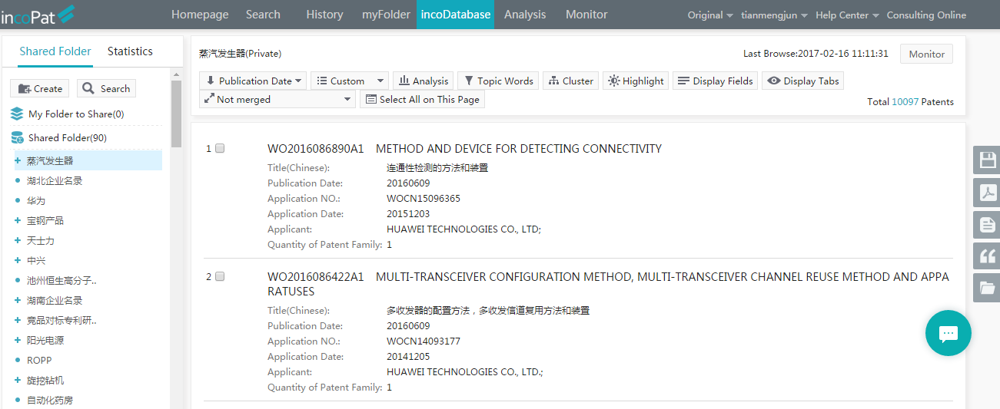 incoPat
Homepage Search History myFolder incoDatabase Analysis Monitor Original tianmengjun Help Center Consulting Online
Shared Folder Statistics
Create Search
My Folder to Share(0)
Shared Folder(90)
蒸汽发生器
湖北企业名录
华为
宝钢产品
天士力
中兴
池州恒生高分子..
湖南企业名录
竞品对标专利研..
阳光电源
ROPP
旋挖钻机
自动化药房
蒸汽发生器(Private) Last Browse:2017-02-16 11:11:31 Monitor
Publication Date Custom Analysis Topic Words Cluster Highlight Display Fields Display Tabs
Not merged Select All on This Page Total 10097 Patents
1 WO2016086890A1 METHOD AND DEVICE FOR DETECTING CONNECTIVITY
Title(Chinese): 连通性检测的方法和装置
Publication Date: 20160609
Application NO.: WOCN15096365
Application Date: 20151203
Applicant: HUAWEI TECHNOLOGIES CO., LTD;
Quantity of Patent Family: 1
2 WO2016086422A1 MULTI-TRANSCEIVER CONFIGURATION METHOD, MULTI-TRANSCEIVER CHANNEL REUSE METHOD AND APPA
RATUSES
Title(Chinese): 多收发器的配置方法，多收发信道复用方法和装置
Publication Date: 20160609
Application NO.: WOCN14093177
Application Date: 20141205
Applicant: HUAWEI TECHNOLOGIES CO., LTD.;
Quantity of Patent Family: 1